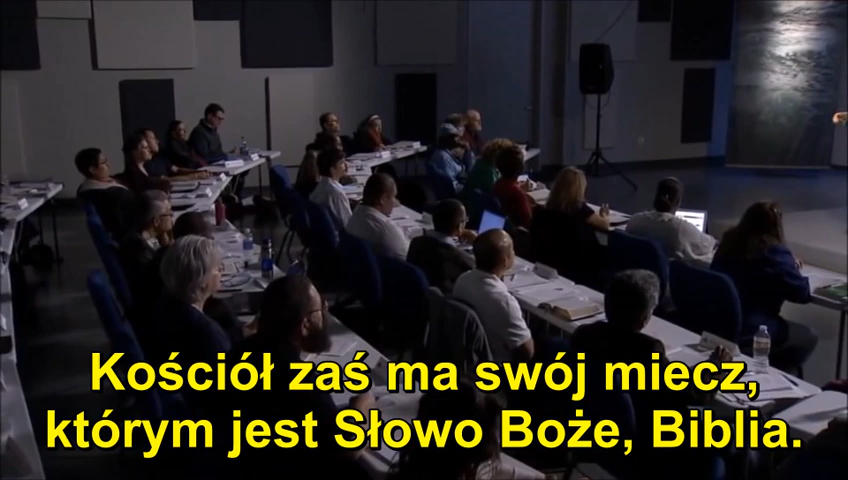 Kościół zaś ma swój miecz,
którym jest Słowo Boże, Biblia.